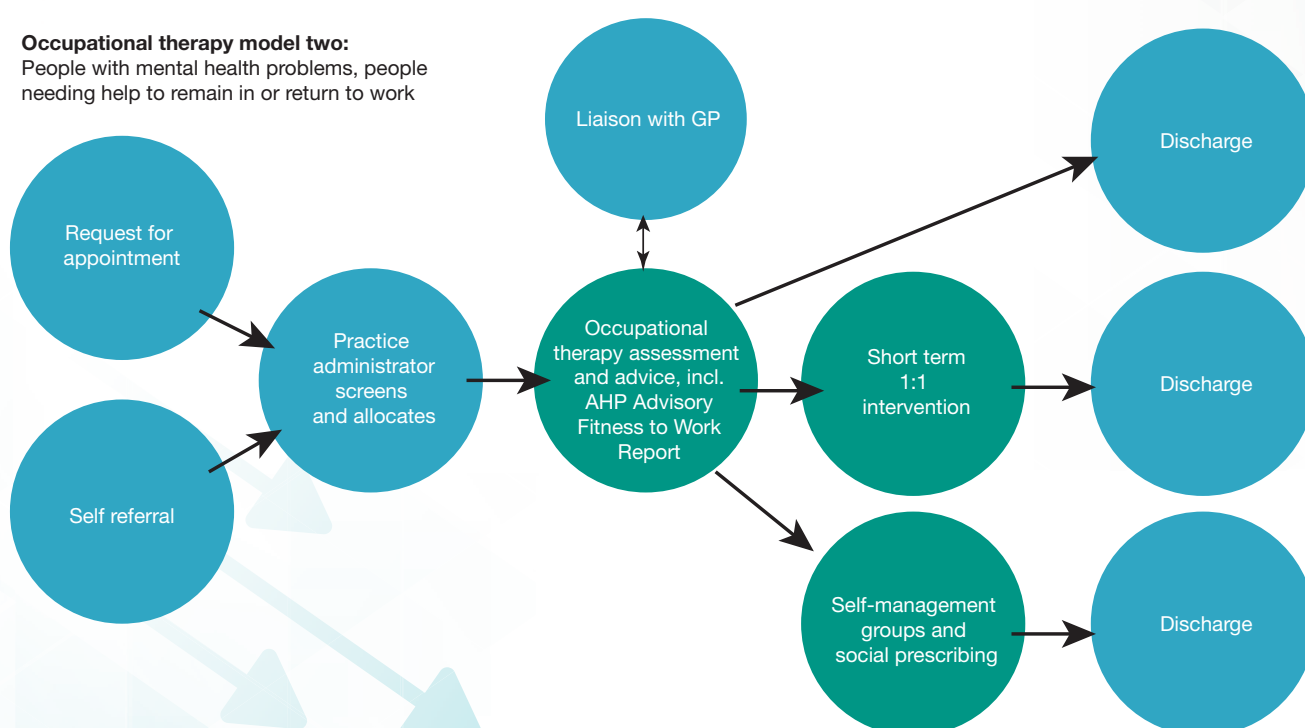 Occupational therapy model two:
People with mental health problems, people
needing help to remain in or return to work
Request for
appointment
Self referral
Practice
administrator
screens
and allocates
Liaison with GP
Occupational
therapy assessment
and advice, incl.
AHP Advisory
Fitness to Work
Report
Discharge
Short term
1:1
intervention
Discharge
Self-management
groups and
social prescribing
Discharge